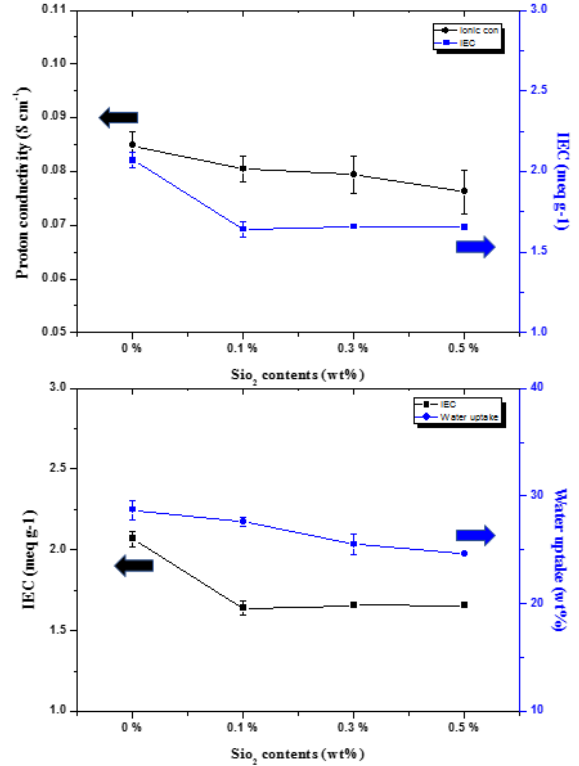 0.11
0.10
0.09
0.08
0.07
0.06
0.05
Proton conductivity (S cm⁻¹)
Ionic con
IEC
3.0
2.5
2.0
1.5
1.0
IEC (meq g-1)
0 % 0.1 % 0.3 % 0.5 %
Sio₂ contents (wt%)
3.0
2.5
2.0
1.5
1.0
IEC (meq g-1)
IEC
Water uptake
40
30
20
10
Water uptake (wt%)
0 % 0.1 % 0.3 % 0.5 %
Sio₂ contents (wt%)